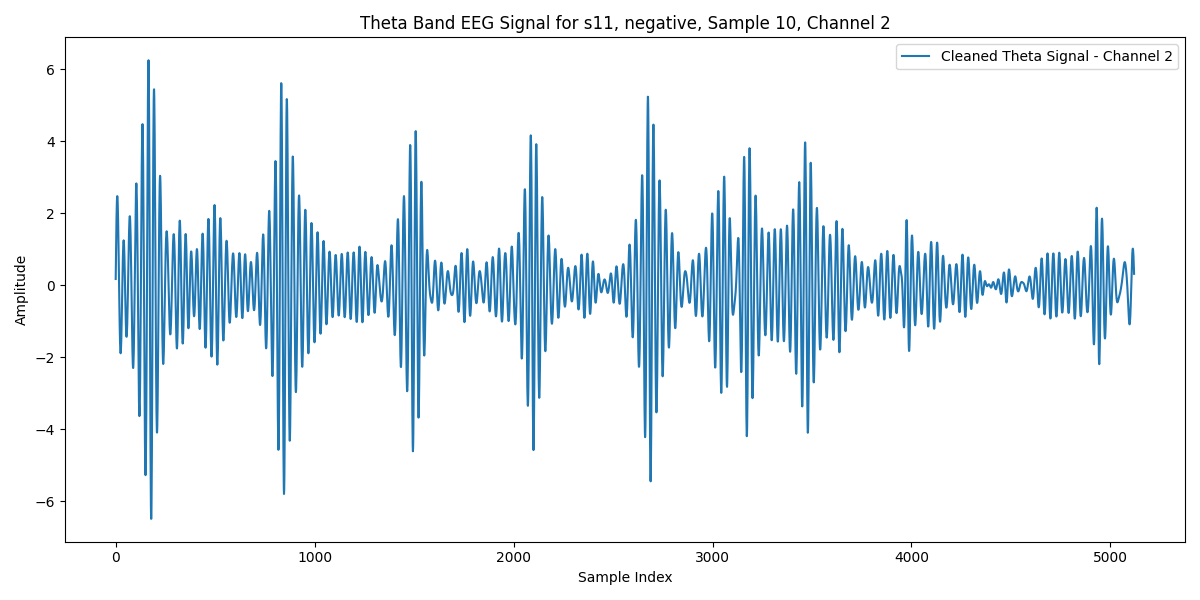 Theta Band EEG Signal for s11, negative, Sample 10, Channel 2
Cleaned Theta Signal - Channel 2
6
4
2
0
−2
−4
−6
Amplitude
0 1000 2000 3000 4000 5000
Sample Index